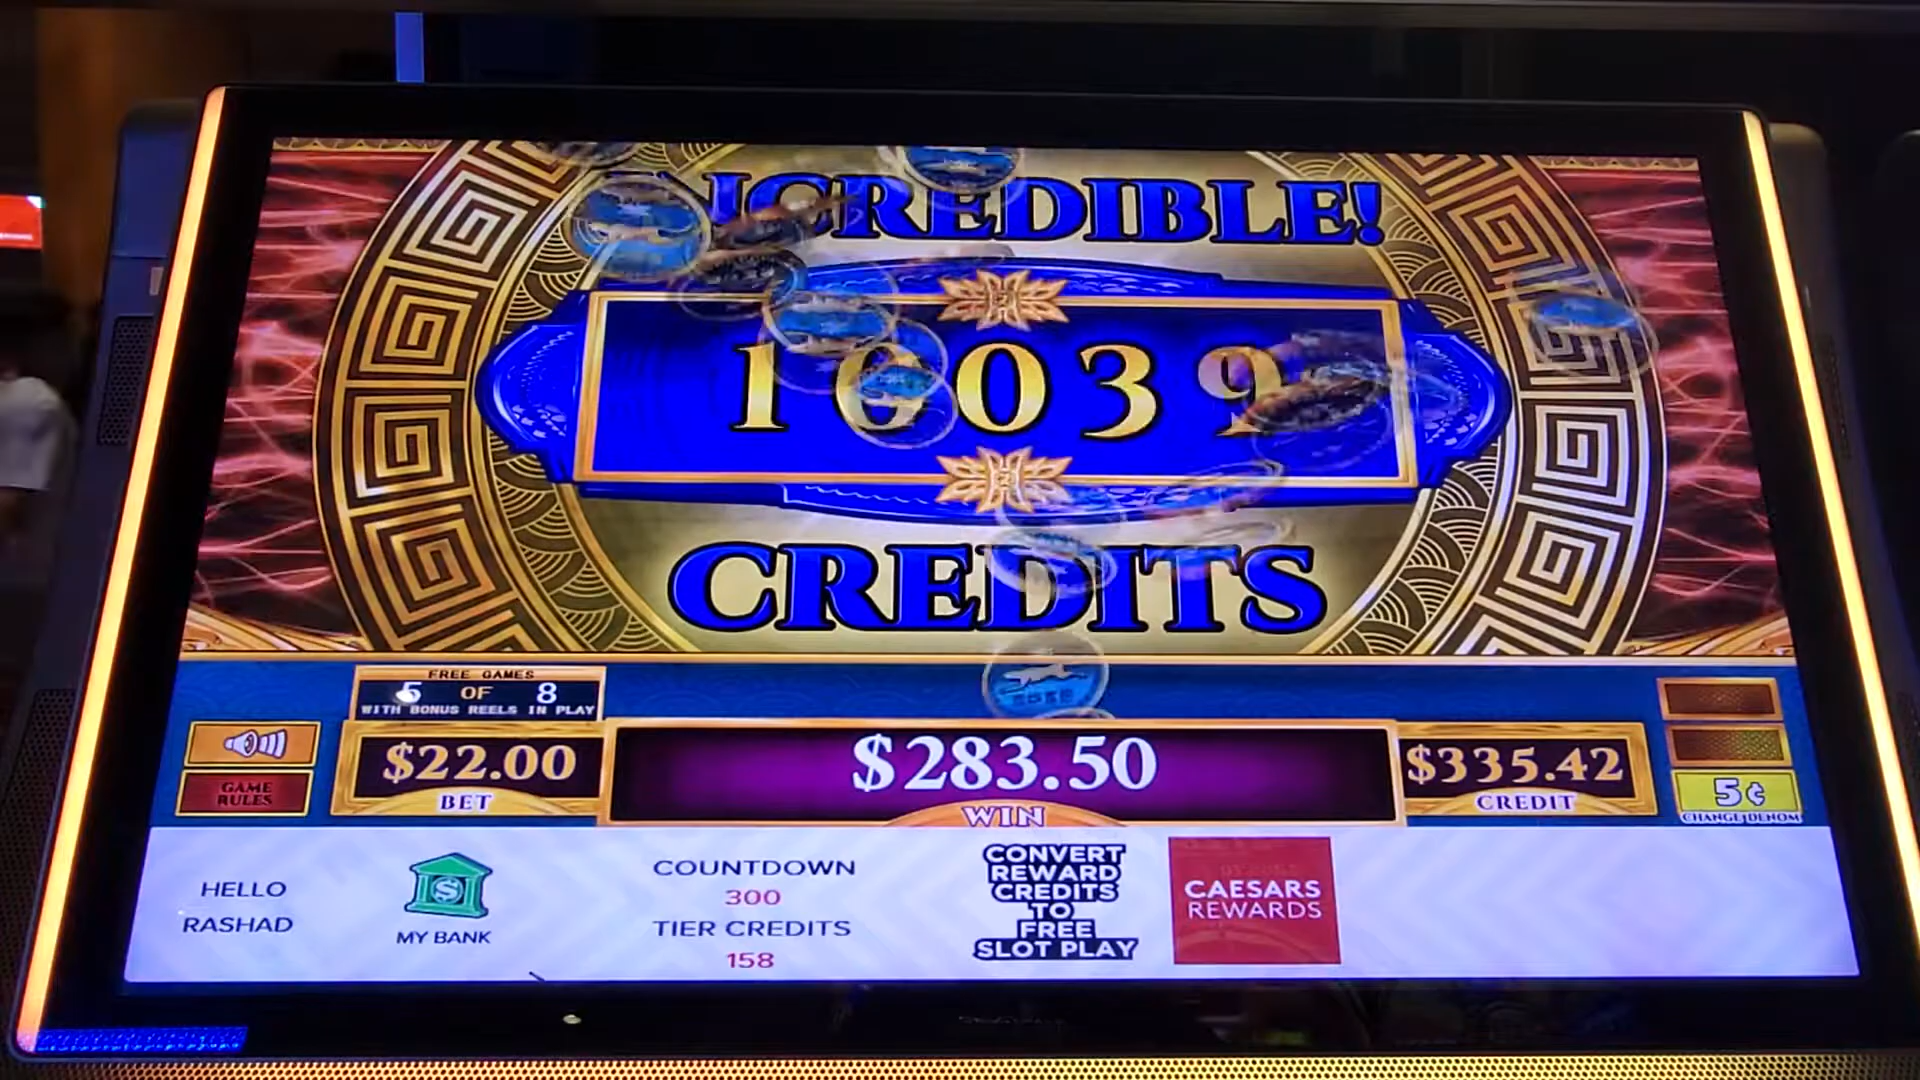 INCREDIBLE!
10039
CREDITS
FREE GAMES
5 OF 8
WITH BONUS REELS IN PLAY
$22.00
BET
$283.50
WIN
$335.42
CREDIT
5¢
CHANGE DENOM
GAME
RULES
HELLO
RASHAD
MY BANK
COUNTDOWN
300
TIER CREDITS
158
CONVERT
REWARD
CREDITS
TO
FREE
SLOT PLAY
CAESARS
REWARDS